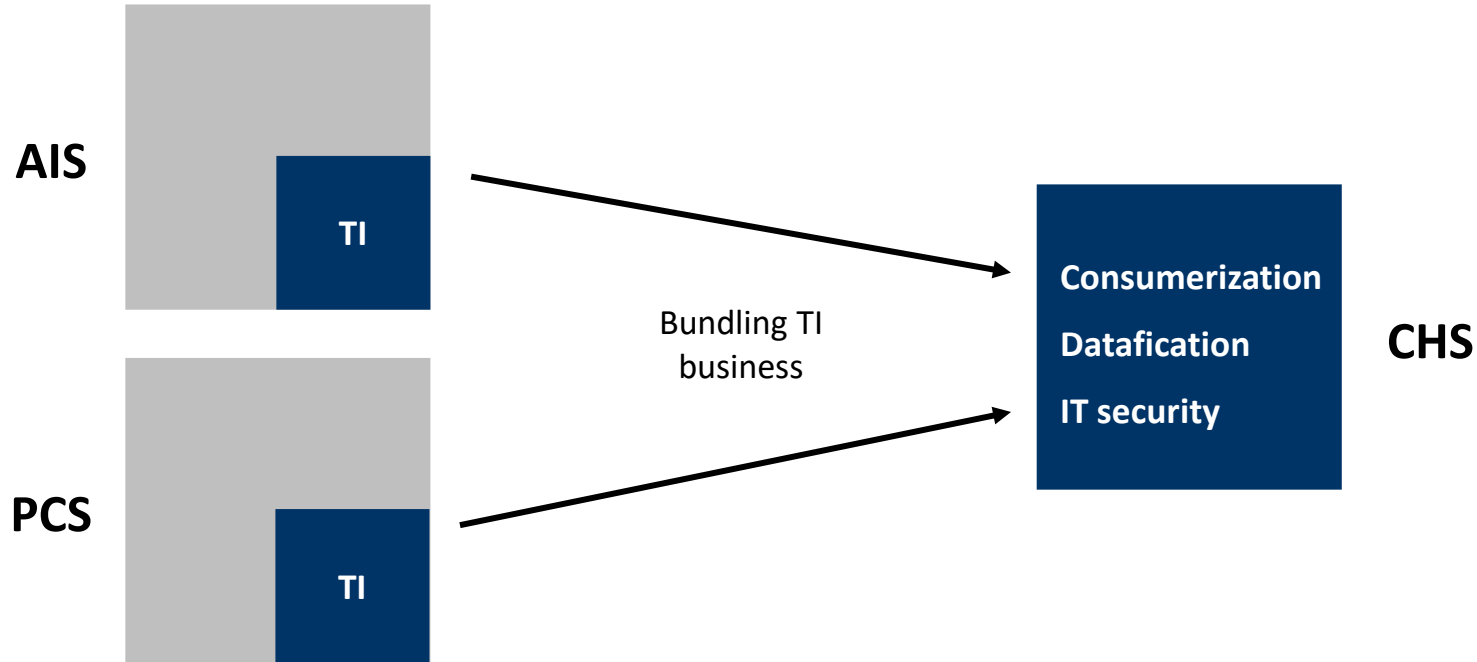 AIS
TI
Bundling TI
business
PCS
TI
Consumerization
Datafication
IT security
CHS